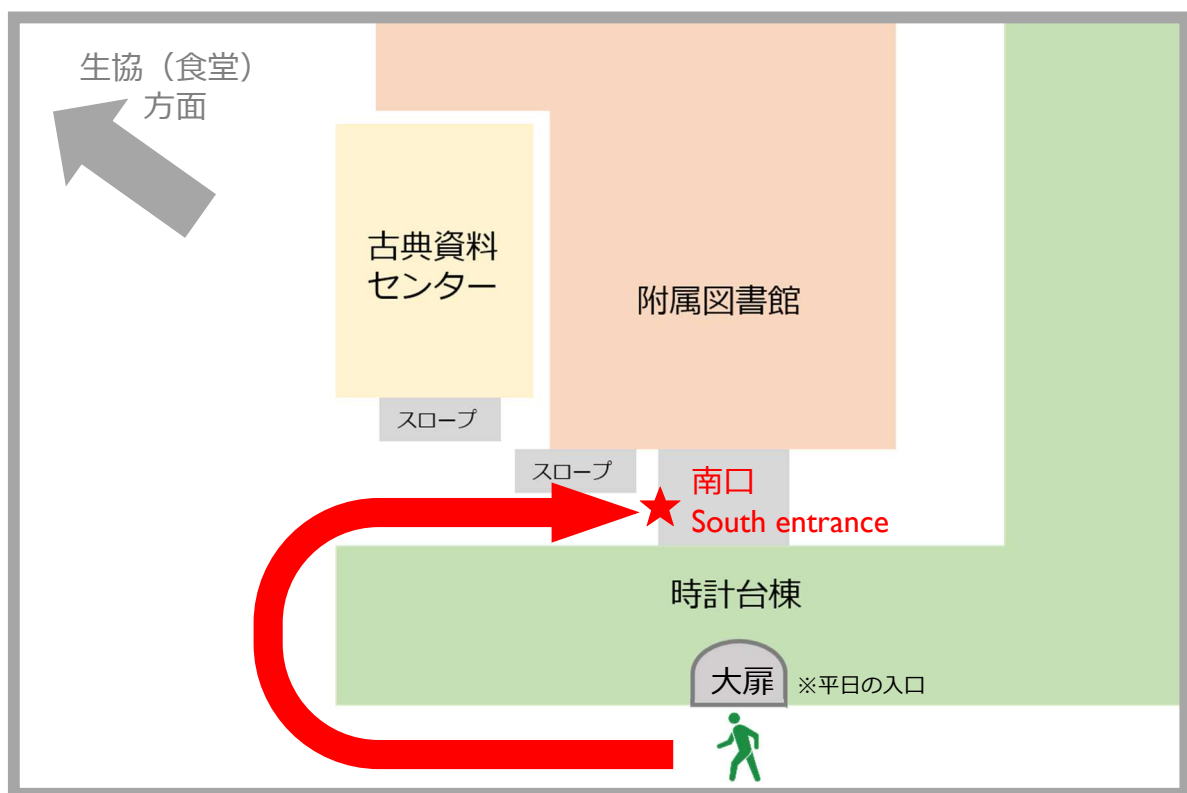 生協（食堂）
方面
古典資料
センター
附属図書館
スロープ
スロープ
南口
South entrance
時計台棟
大扉
※平日の入口